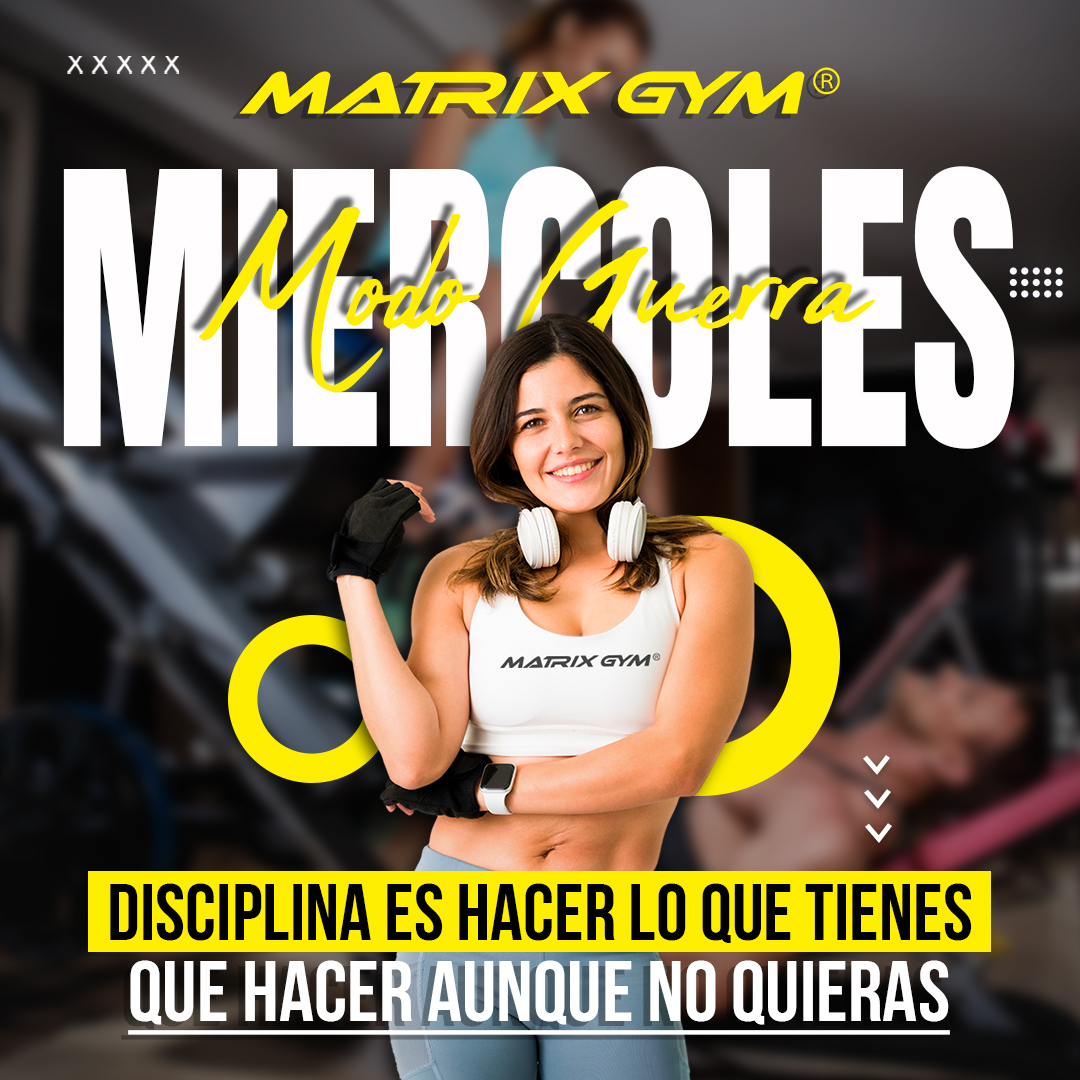 XXXXX
MATRIX GYM®
MIERCOLES
Modo Guerra
MATRIX GYM®
DISCIPLINA ES HACER LO QUE TIENES
QUE HACER AUNQUE NO QUIERAS